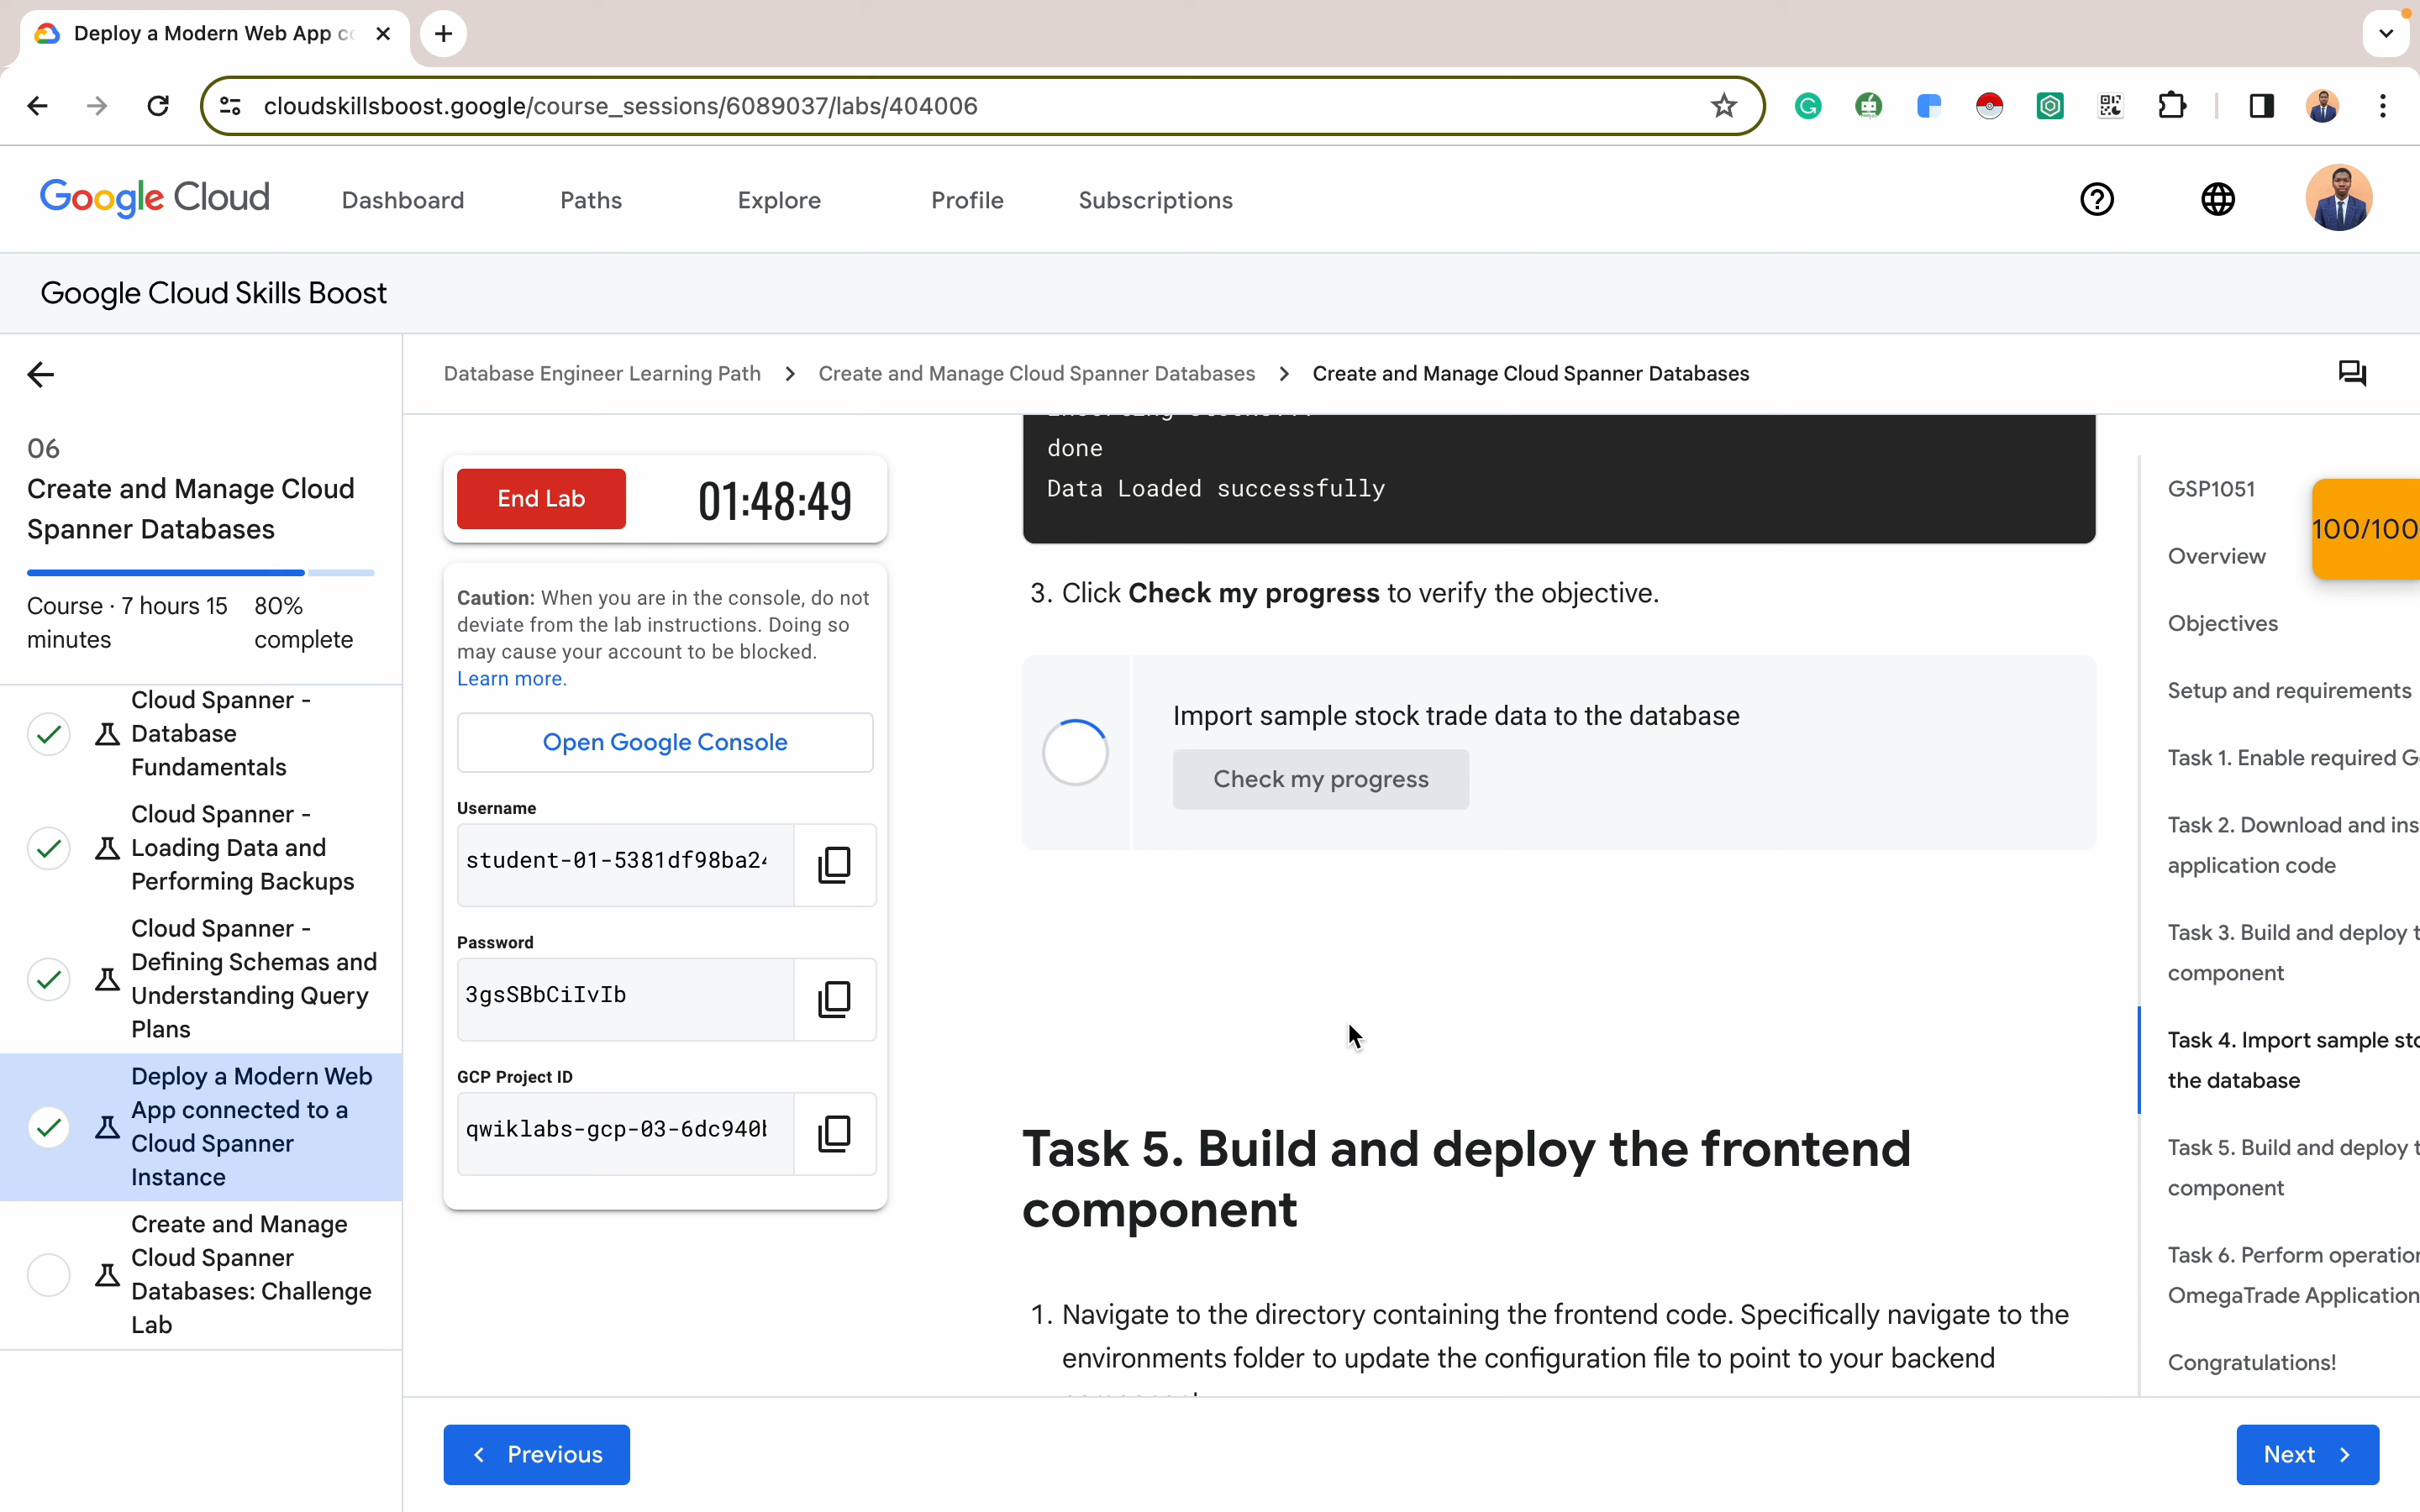 Deploy a Modern Web App
cloudskillsboost.google/course_sessions/6089037/labs/404006
Google Cloud
Dashboard
Paths
Explore
Profile
Subscriptions
Google Cloud Skills Boost
06
Create and Manage Cloud
Spanner Databases
Course · 7 hours 15
minutes
80%
complete
Cloud Spanner -
Database
Fundamentals
Cloud Spanner -
Loading Data and
Performing Backups
Cloud Spanner -
Defining Schemas and
Understanding Query
Plans
Deploy a Modern Web
App connected to a
Cloud Spanner
Instance
Create and Manage
Cloud Spanner
Databases: Challenge
Lab
Database Engineer Learning Path > Create and Manage Cloud Spanner Databases > Create and Manage Cloud Spanner Databases
End Lab
01:48:49
Caution: When you are in the console, do not
deviate from the lab instructions. Doing so
may cause your account to be blocked.
Learn more.
Open Google Console
Username
student-01-5381df98ba24
Password
3gsSBbCiIvIb
GCP Project ID
qwiklabs-gcp-03-6dc940
done
Data Loaded successfully
3. Click Check my progress to verify the objective.
Import sample stock trade data to the database
Check my progress
Task 5. Build and deploy the frontend
component
1. Navigate to the directory containing the frontend code. Specifically navigate to the
environments folder to update the configuration file to point to your backend
GSP1051
100/100
Overview
Objectives
Setup and requirements
Task 1. Enable required G
Task 2. Download and ins
application code
Task 3. Build and deploy t
component
Task 4. Import sample sto
the database
Task 5. Build and deploy t
component
Task 6. Perform operation
OmegaTrade Application
Congratulations!
Previous
Next